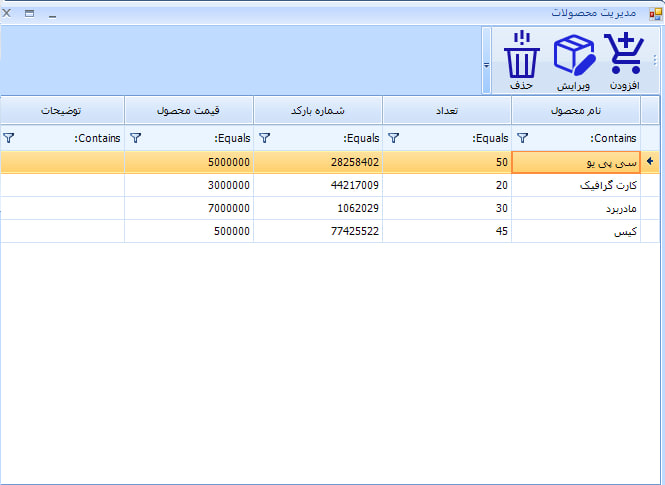 مدیریت محصولات
افزودن ویرایش حذف
نام محصول تعداد شماره بارکد قیمت محصول توضیحات
Contains: Equals: Equals: Equals: Contains:
سی پی یو 50 28258402 5000000
کارت گرافیک 20 44217009 3000000
مادربرد 30 1062029 7000000
کیس 45 77425522 500000